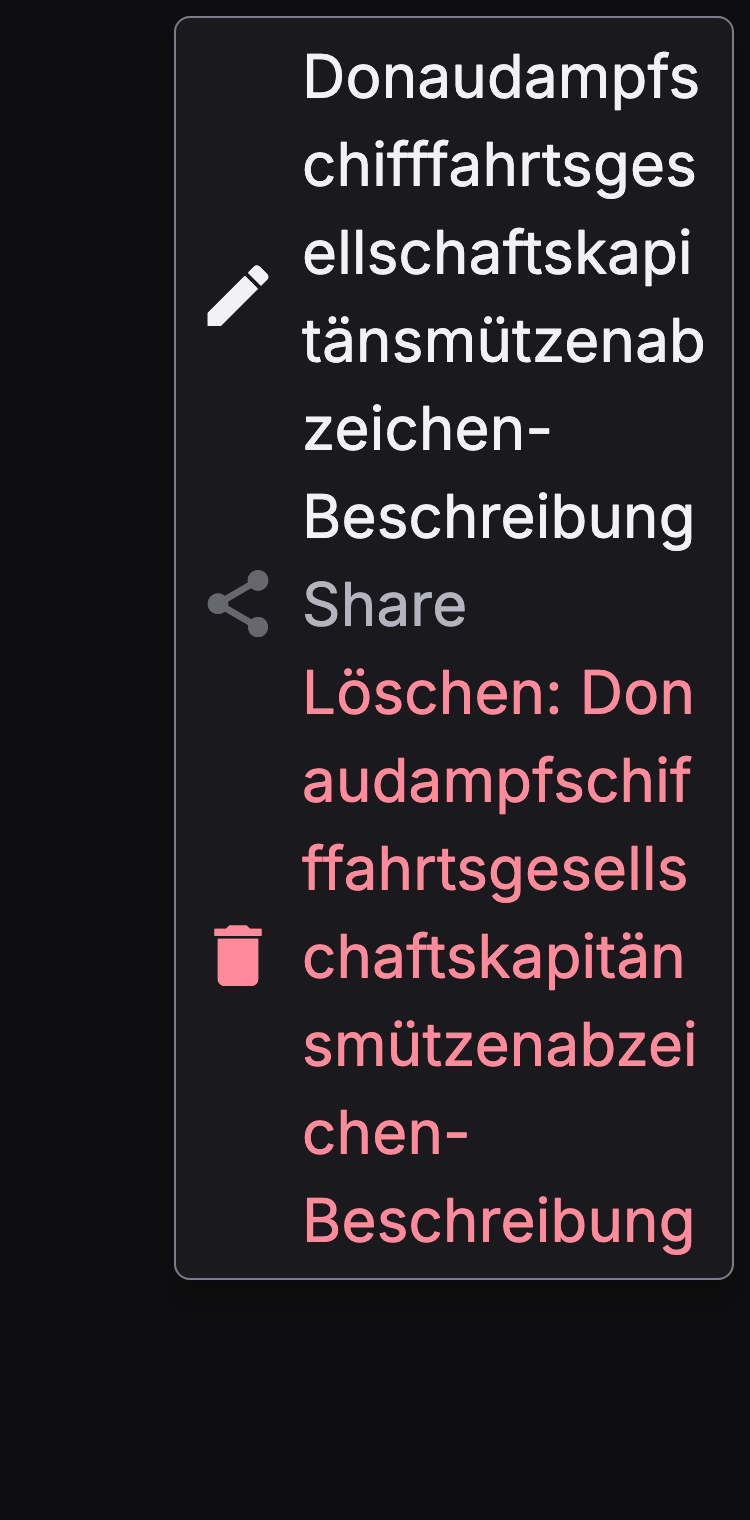 Donaudampfs
chifffahrtsges
ellschaftskapi
tänsmützenab
zeichen-
Beschreibung
Share
Löschen: Don
audampfschif
ffahrtsgesells
chaftskapitän
smützenabzei
chen-
Beschreibung